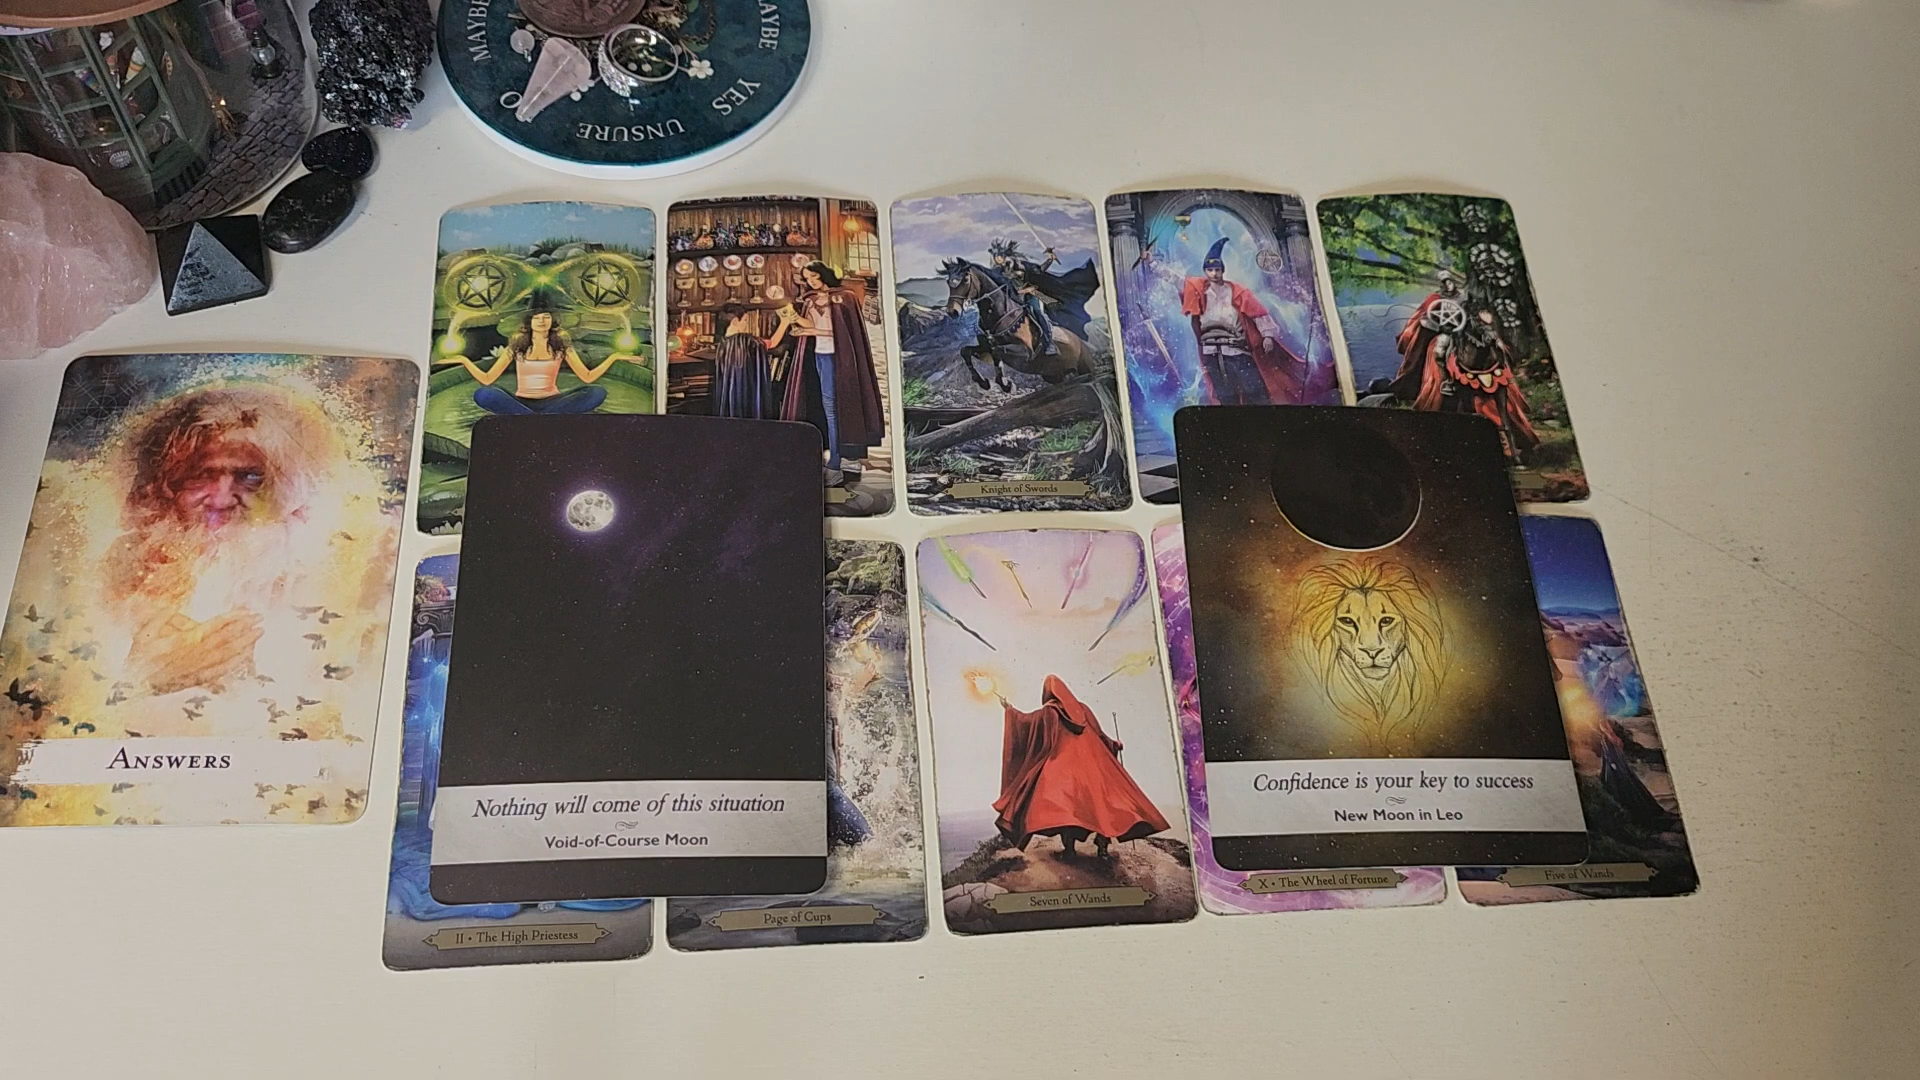 MAYBE
MAYBE
YES
UNSURE
Knight of Swords
ANSWERS
Nothing will come of this situation
Void-of-Course Moon
Confidence is your key to success
New Moon in Leo
II • The High Priestess
Page of Cups
Seven of Wands
X • The Wheel of Fortune
Five of Wands